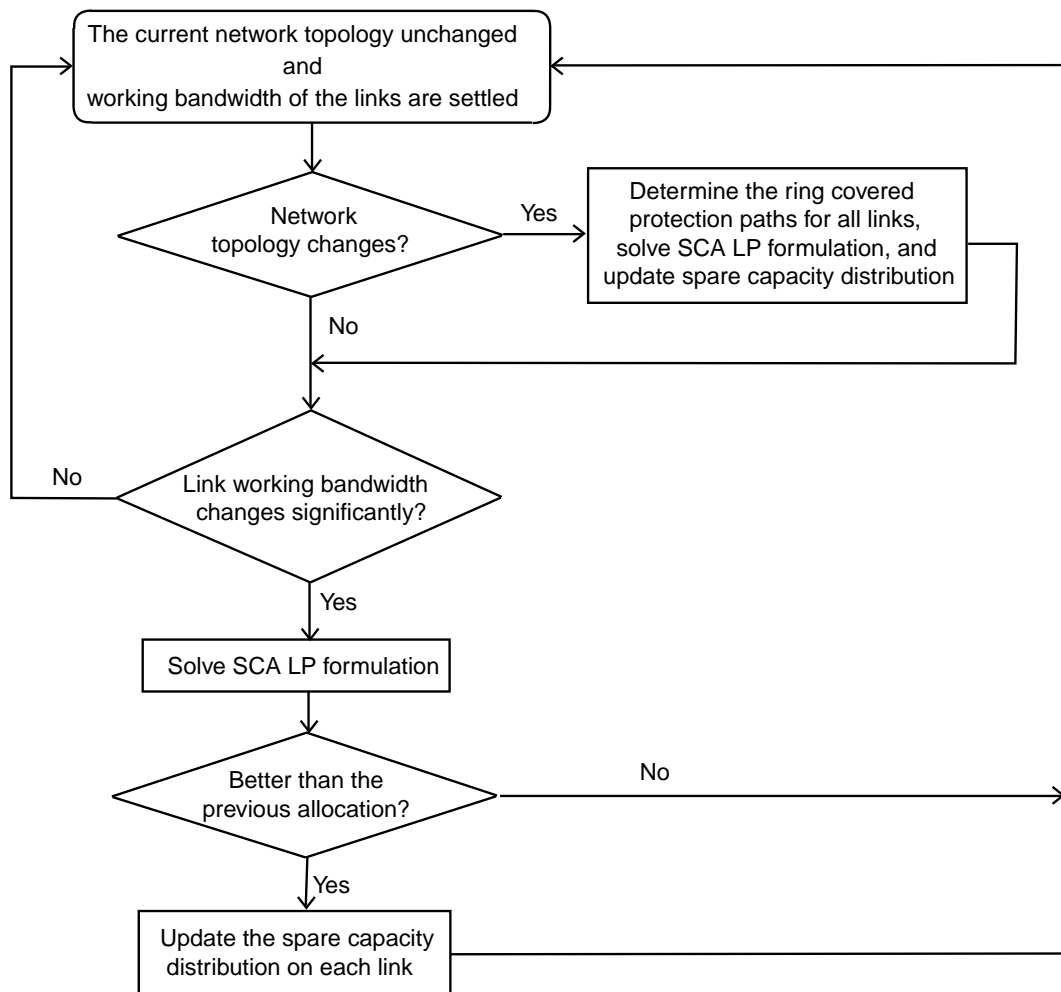 The current network topology unchanged
and
working bandwidth of the links are settled
Network
topology changes?
Yes
Determine the ring covered
protection paths for all links,
solve SCA LP formulation, and
update spare capacity distribution
No
No
Link working bandwidth
changes significantly?
Yes
Solve SCA LP formulation
Better than the
previous allocation?
No
Yes
Update the spare capacity
distribution on each link